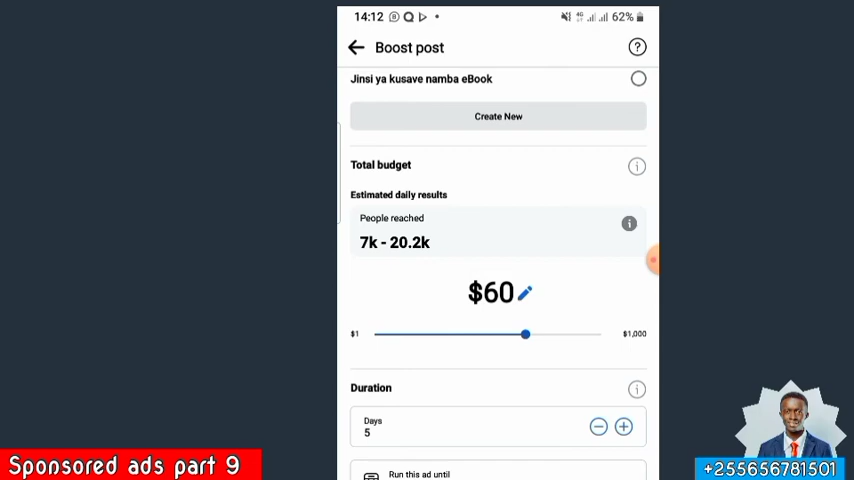 14:12
4G
62%
Boost post
Jinsi ya kusave namba eBook
Create New
Total budget
Estimated daily results
People reached
7k - 20.2k
$60
$1
$1,000
Duration
Days
5
Run this ad until
Sponsored ads part 9
+255656781501